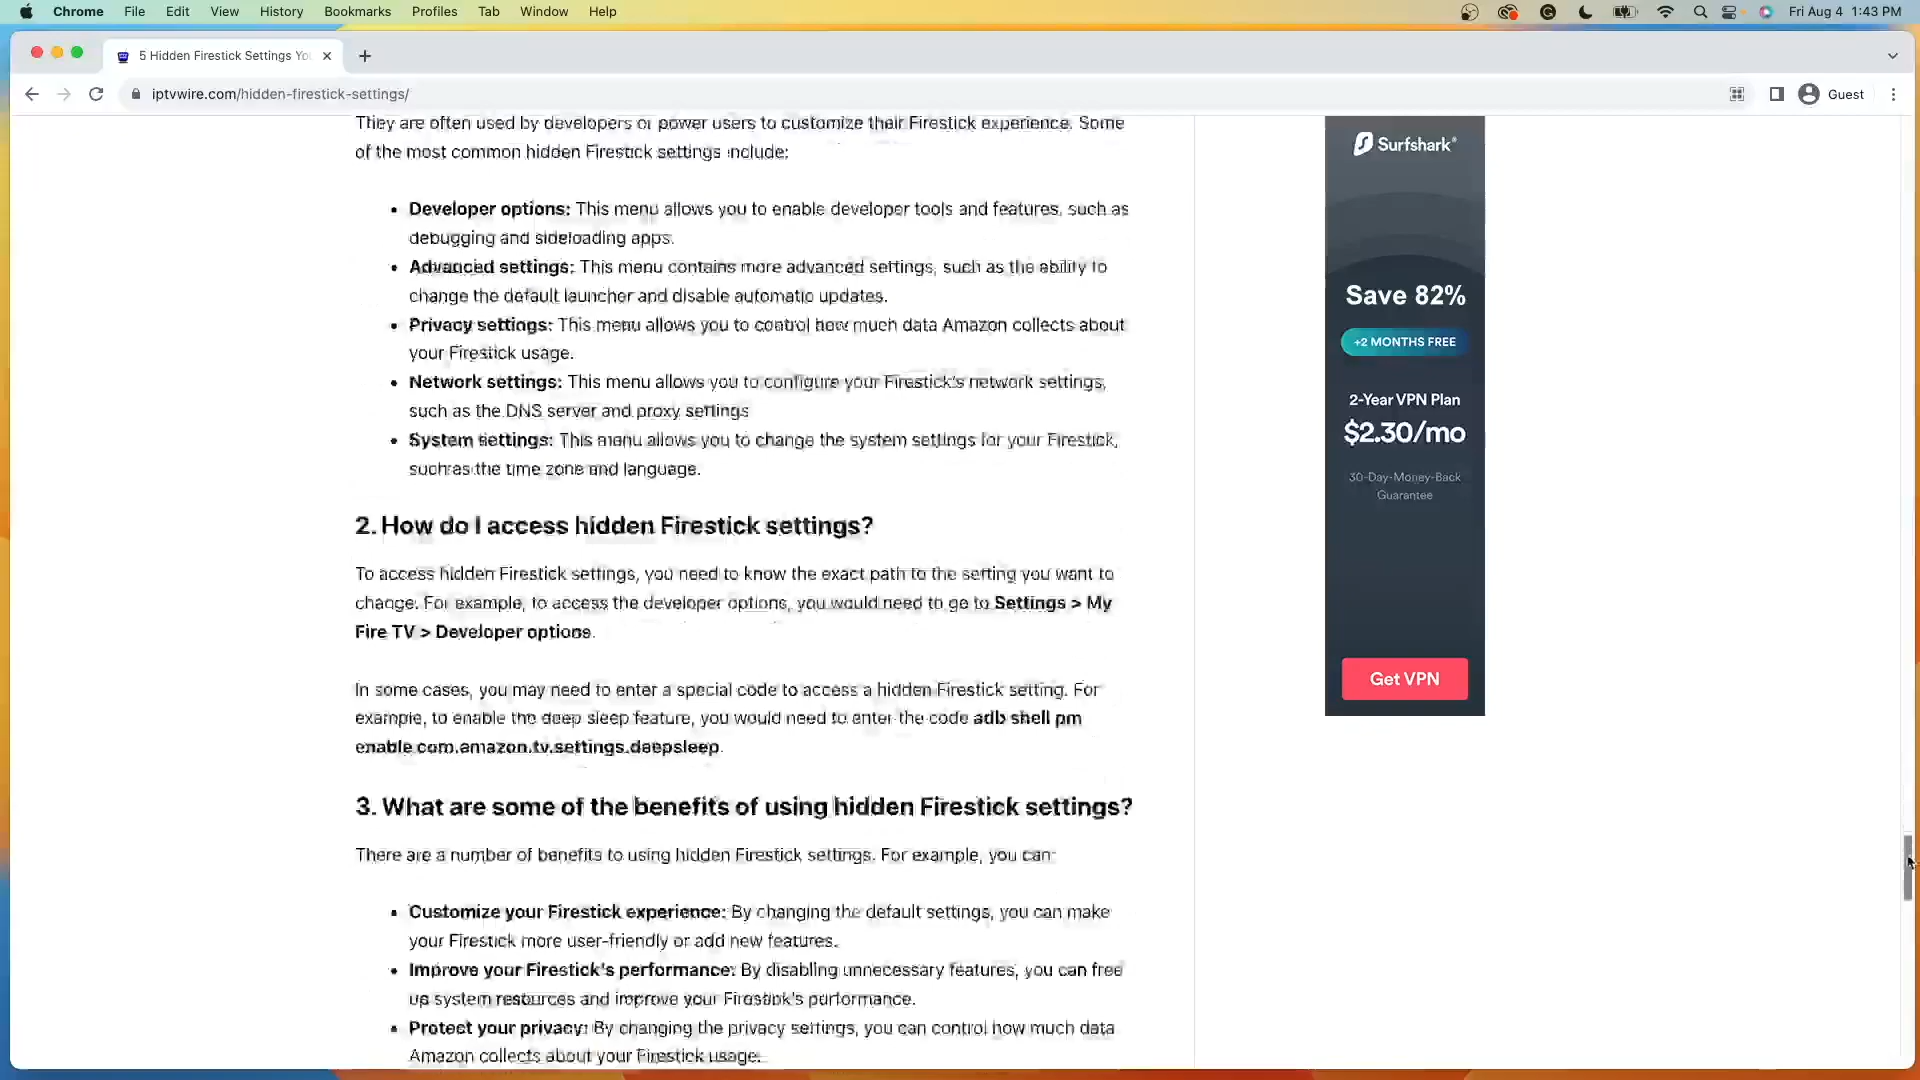 Chrome File Edit View History Bookmarks Profiles Tab Window Help Fri Aug 4 1:43 PM
5 Hidden Firestick Settings Yo
iptvwire.com/hidden-firestick-settings/ Guest
They are often used by developers or power users to customize their Firestick experience. Some
of the most common hidden Firestick settings include:
• Developer options: This menu allows you to enable developer tools and features, such as
debugging and sideloading apps.
• Advanced settings: This menu contains more advanced settings, such as the ability to
change the default launcher and disable automatic updates.
• Privacy settings: This menu allows you to control how much data Amazon collects about
your Firestick usage.
• Network settings: This menu allows you to configure your Firestick's network settings,
such as the DNS server and proxy settings
• System settings: This menu allows you to change the system settings for your Firestick,
such as the time zone and language.
2. How do I access hidden Firestick settings?
To access hidden Firestick settings, you need to know the exact path to the setting you want to
change. For example, to access the developer options, you would need to go to Settings > My
Fire TV > Developer options.
In some cases, you may need to enter a special code to access a hidden Firestick setting. For
example, to enable the deep sleep feature, you would need to enter the code adb shell pm
enable com.amazon.tv.settings.deepsleep.
3. What are some of the benefits of using hidden Firestick settings?
There are a number of benefits to using hidden Firestick settings. For example, you can
• Customize your Firestick experience: By changing the default settings, you can make
your Firestick more user-friendly or add new features.
• Improve your Firestick's performance: By disabling unnecessary features, you can free
up system resources and improve your Firestick's performance.
• Protect your privacy: By changing the privacy settings, you can control how much data
Amazon collects about your Firestick usage.
Surfshark®
Save 82%
+2 MONTHS FREE
2-Year VPN Plan
$2.30/mo
30-Day-Money-Back
Guarantee
Get VPN